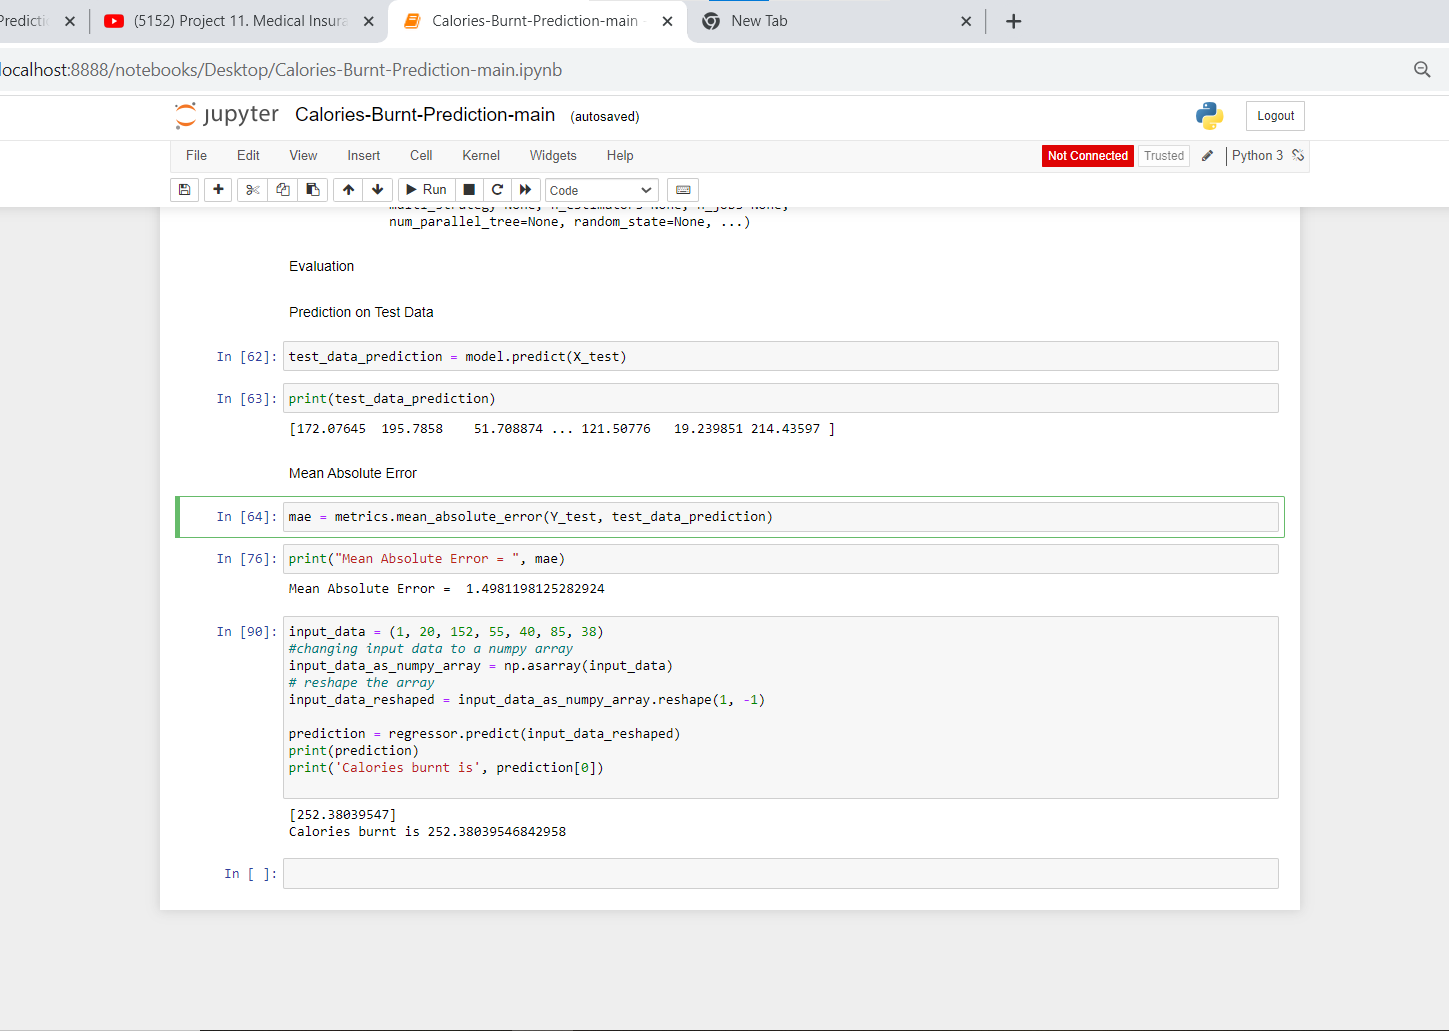 Predicti
(5152) Project 11. Medical Insura
Calories-Burnt-Prediction-main -
New Tab
localhost:8888/notebooks/Desktop/Calories-Burnt-Prediction-main.ipynb
jupyter Calories-Burnt-Prediction-main (autosaved)
Logout
File Edit View Insert Cell Kernel Widgets Help
Not Connected Trusted Python 3
Run Code
multi_strategy=None, n_estimators=None, n_jobs=None,
num_parallel_tree=None, random_state=None, ...)
Evaluation
Prediction on Test Data
In [62]: test_data_prediction = model.predict(X_test)
In [63]: print(test_data_prediction)
[172.07645 195.7858 51.708874 ... 121.50776 19.239851 214.43597 ]
Mean Absolute Error
In [64]: mae = metrics.mean_absolute_error(Y_test, test_data_prediction)
In [76]: print("Mean Absolute Error = ", mae)
Mean Absolute Error = 1.4981198125282924
In [90]: input_data = (1, 20, 152, 55, 40, 85, 38)
#changing input data to a numpy array
input_data_as_numpy_array = np.asarray(input_data)
# reshape the array
input_data_reshaped = input_data_as_numpy_array.reshape(1, -1)
prediction = regressor.predict(input_data_reshaped)
print(prediction)
print('Calories burnt is', prediction[0])
[252.38039547]
Calories burnt is 252.38039546842958
In [ ]: